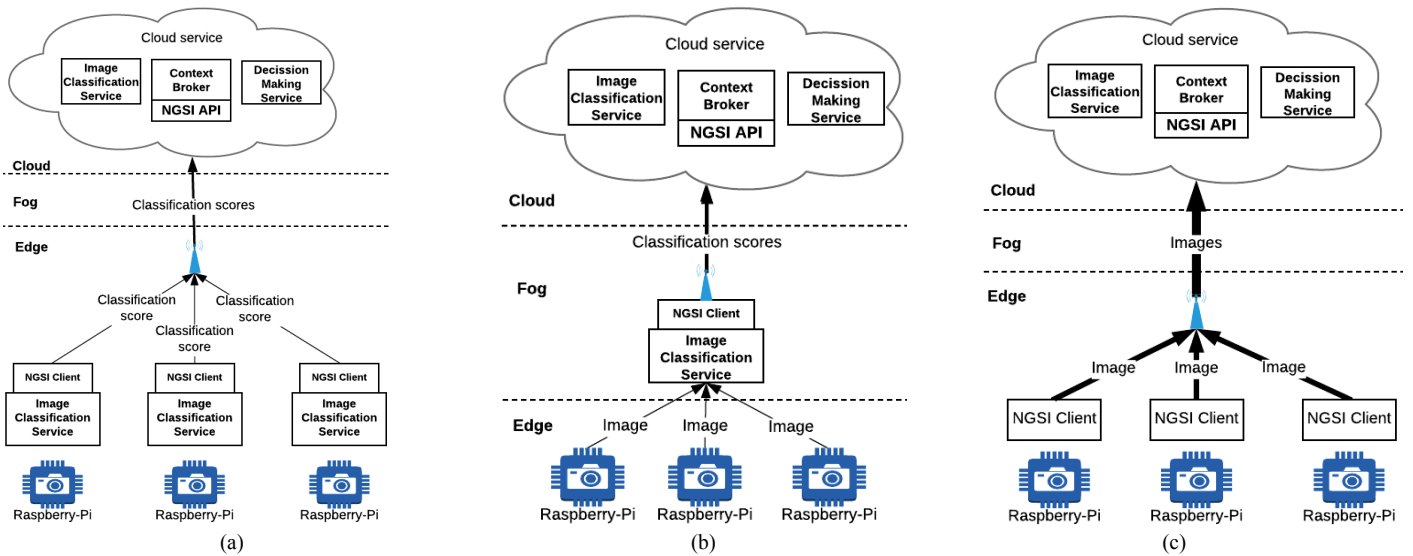 Cloud service
Image
Classification
Service
Context
Broker
NGSI API
Decission
Making
Service
Cloud
Fog
Classification scores
Edge
Classification
score
Classification
score
Classification
score
NGSI Client
Image
Classification
Service
NGSI Client
Image
Classification
Service
NGSI Client
Image
Classification
Service
Raspberry-Pi
Raspberry-Pi
Raspberry-Pi
(a)
Cloud service
Image
Classification
Service
Context
Broker
NGSI API
Decission
Making
Service
Cloud
Classification scores
Fog
NGSI Client
Image
Classification
Service
Edge
Image
Image
Image
Raspberry-Pi
Raspberry-Pi
Raspberry-Pi
(b)
Cloud service
Image
Classification
Service
Context
Broker
NGSI API
Decission
Making
Service
Cloud
Fog
Images
Edge
Image
Image
Image
NGSI Client
NGSI Client
NGSI Client
Raspberry-Pi
Raspberry-Pi
Raspberry-Pi
(c)